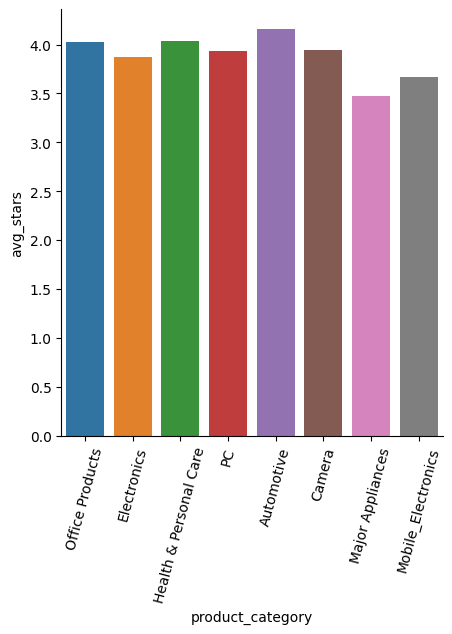 avg_stars
4.0
3.5
3.0
2.5
2.0
1.5
1.0
0.5
0.0
Office Products
Electronics
Health & Personal Care
PC
Automotive
Camera
Major Appliances
Mobile_Electronics
product_category